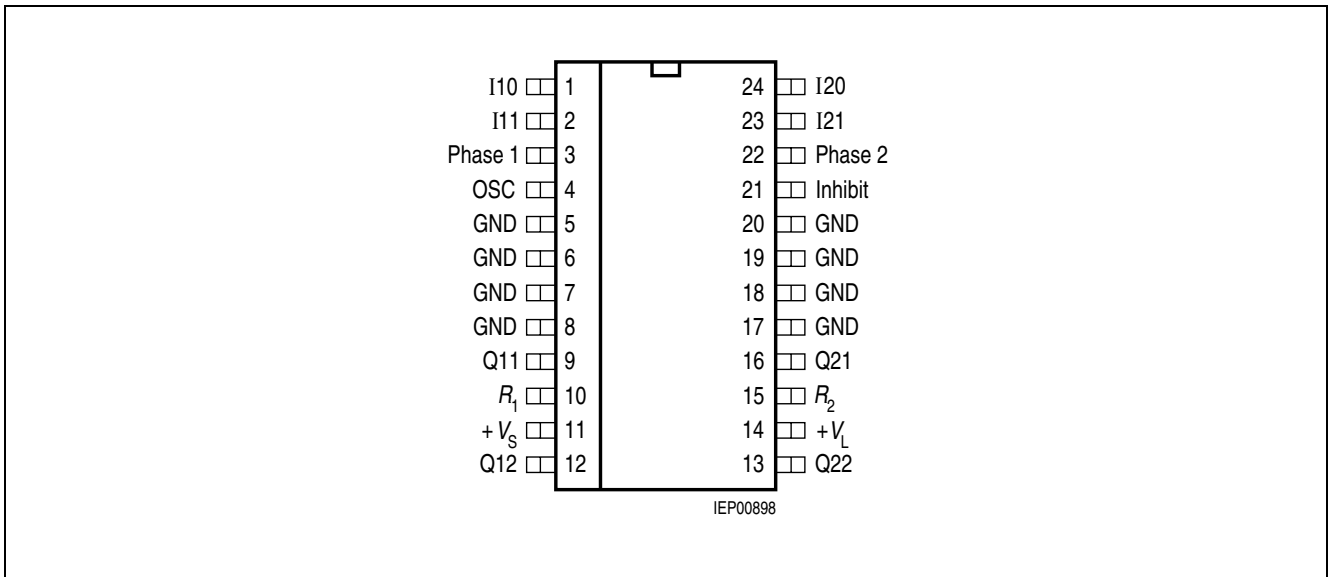 I10 1 24 I20
I11 2 23 I21
Phase 1 3 22 Phase 2
OSC 4 21 Inhibit
GND 5 20 GND
GND 6 19 GND
GND 7 18 GND
GND 8 17 GND
Q11 9 16 Q21
R1 10 15 R2
+VS 11 14 +VL
Q12 12 13 Q22
IEP00898